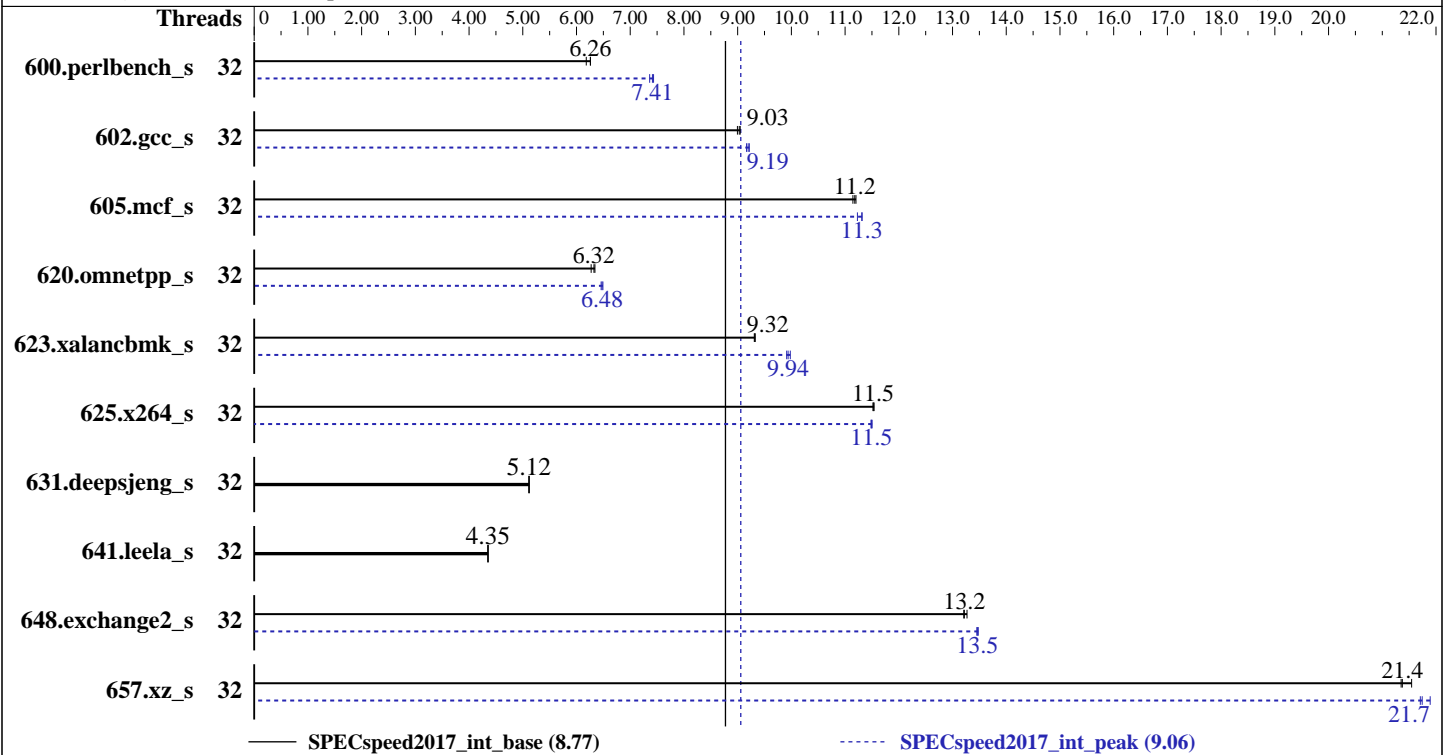 Threads 0 1.00 2.00 3.00 4.00 5.00 6.00 7.00 8.00 9.00 10.0 11.0 12.0 13.0 14.0 15.0 16.0 17.0 18.0 19.0 20.0 22.0
600.perlbench_s 32 6.26
7.41
602.gcc_s 32 9.03
9.19
605.mcf_s 32 11.2
11.3
620.omnetpp_s 32 6.32
6.48
623.xalancbmk_s 32 9.32
9.94
625.x264_s 32 11.5
11.5
631.deepsjeng_s 32 5.12
641.leela_s 32 4.35
648.exchange2_s 32 13.2
13.5
657.xz_s 32 21.4
21.7
SPECspeed2017_int_base (8.77) SPECspeed2017_int_peak (9.06)